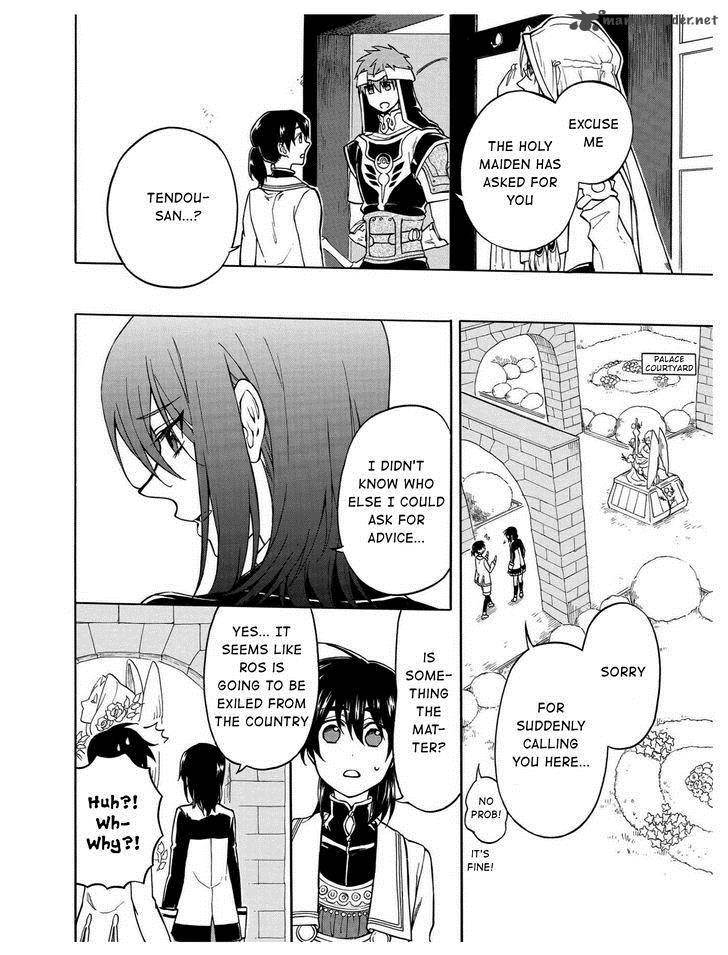 EXCUSE
ME
THE HOLY
MAIDEN HAS
ASKED FOR
YOU
TENDOU-
SAN...?
PALACE
COURTYARD
SORRY
FOR
SUDDENLY
CALLING
YOU HERE...
NO
PROB!
IT'S
FINE!
I DIDN'T
KNOW WHO
ELSE I COULD
ASK FOR
ADVICE...
IS
SOME-
THING
THE
MAT-
TER?
YES... IT
SEEMS LIKE
ROS IS
GOING TO BE
EXILED FROM
THE COUNTRY
Huh?!
Wh-
Why?!